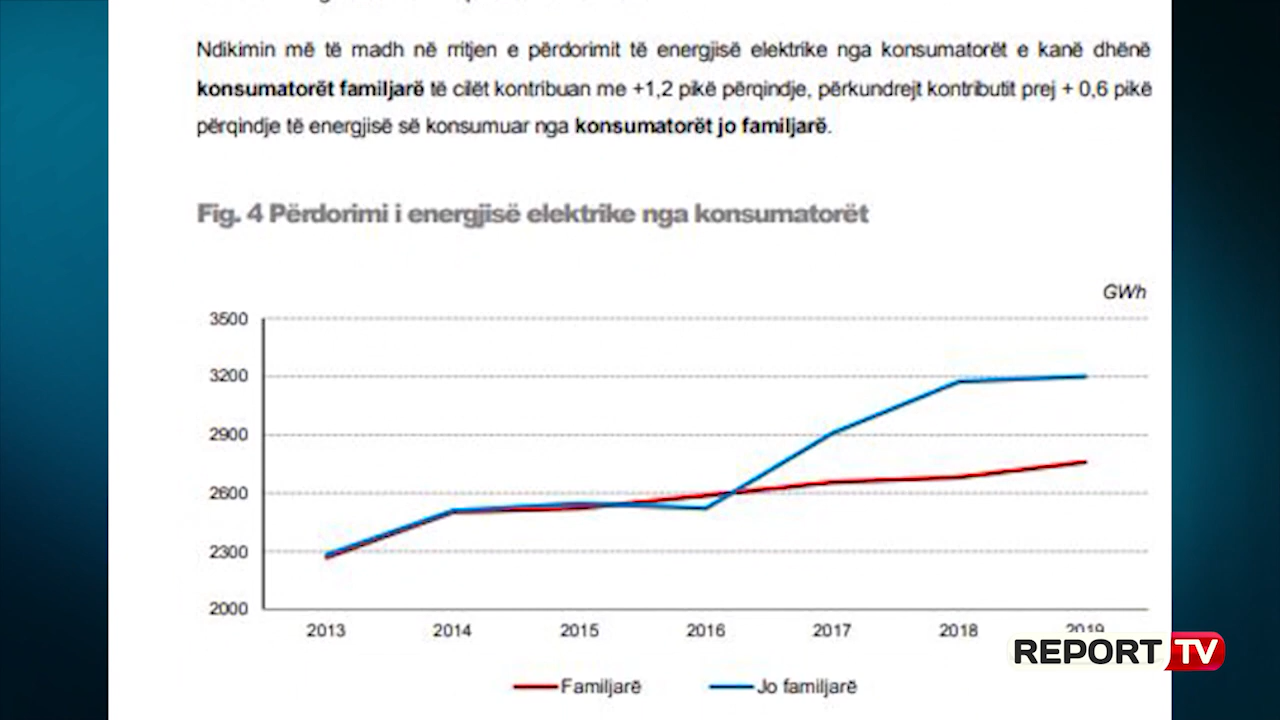 Ndikimin më të madh në rritjen e përdorimit të energjisë elektrike nga konsumatorët e kanë dhënë
konsumatorët familjarë të cilët kontribuan me +1,2 pikë përqindje, përkundrejt kontributit prej + 0,6 pikë
përqindje të energjisë së konsumuar nga konsumatorët jo familjarë.
Fig. 4 Përdorimi i energjisë elektrike nga konsumatorët
GWh
3500
3200
2900
2600
2300
2000
2013 2014 2015 2016 2017 2018 2019
Familjarë Jo familjarë
REPORT TV